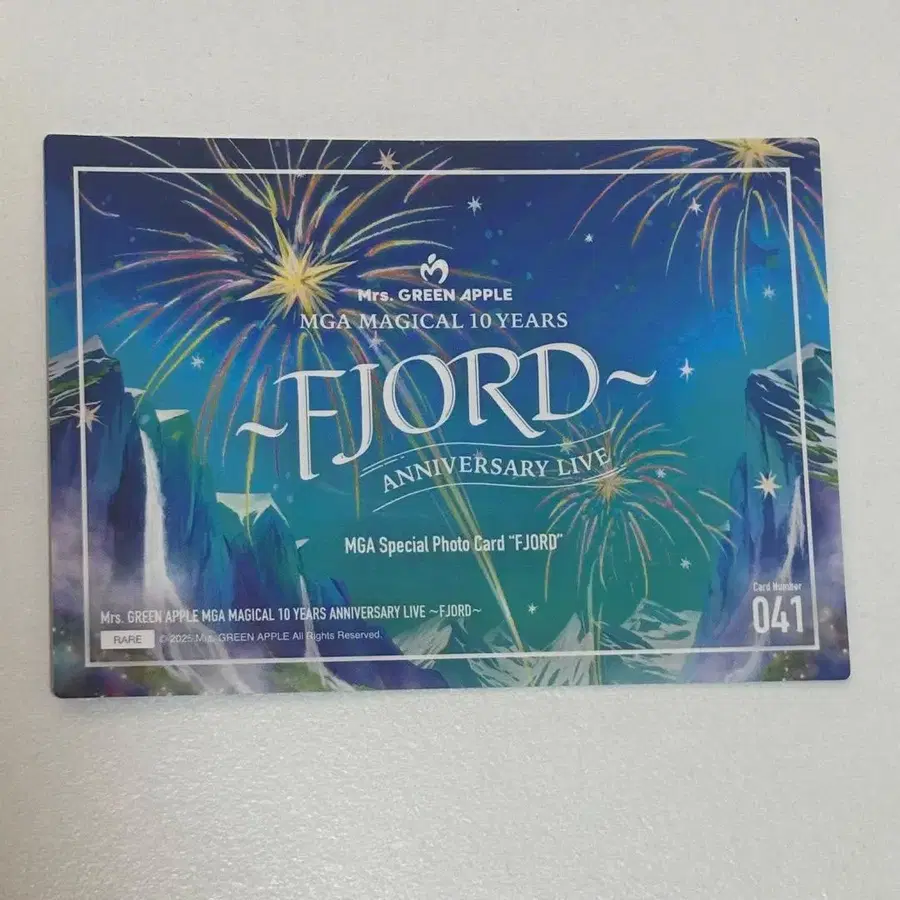 Mrs. GREEN APPLE
MGA MAGICAL 10 YEARS
~FJORD~
ANNIVERSARY LIVE
MGA Special Photo Card "FJORD"
Card Number
041
Mrs. GREEN APPLE MGA MAGICAL 10 YEARS ANNIVERSARY LIVE ~FJORD~
RARE © 2025 Mrs. GREEN APPLE All Rights Reserved.